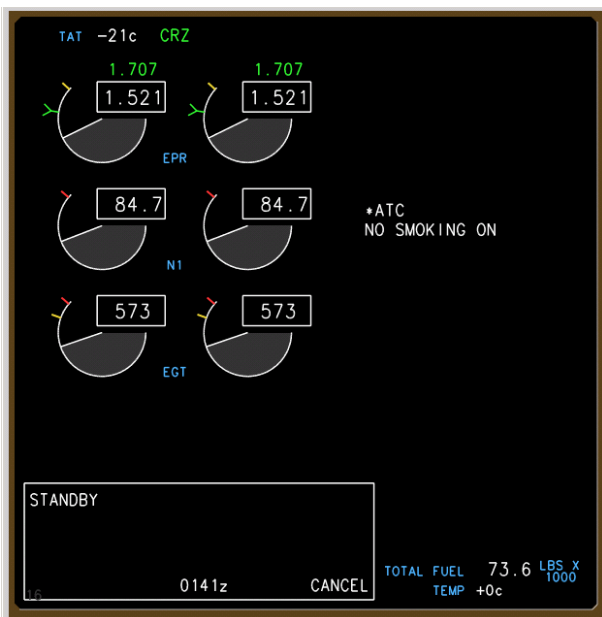 TAT -21c CRZ
1.707 1.707
1.521 1.521
EPR
84.7 84.7
*ATC
NO SMOKING ON
N1
573 573
EGT
STANDBY
0141z CANCEL
16
TOTAL FUEL 73.6 LBS X 1000
TEMP +0c